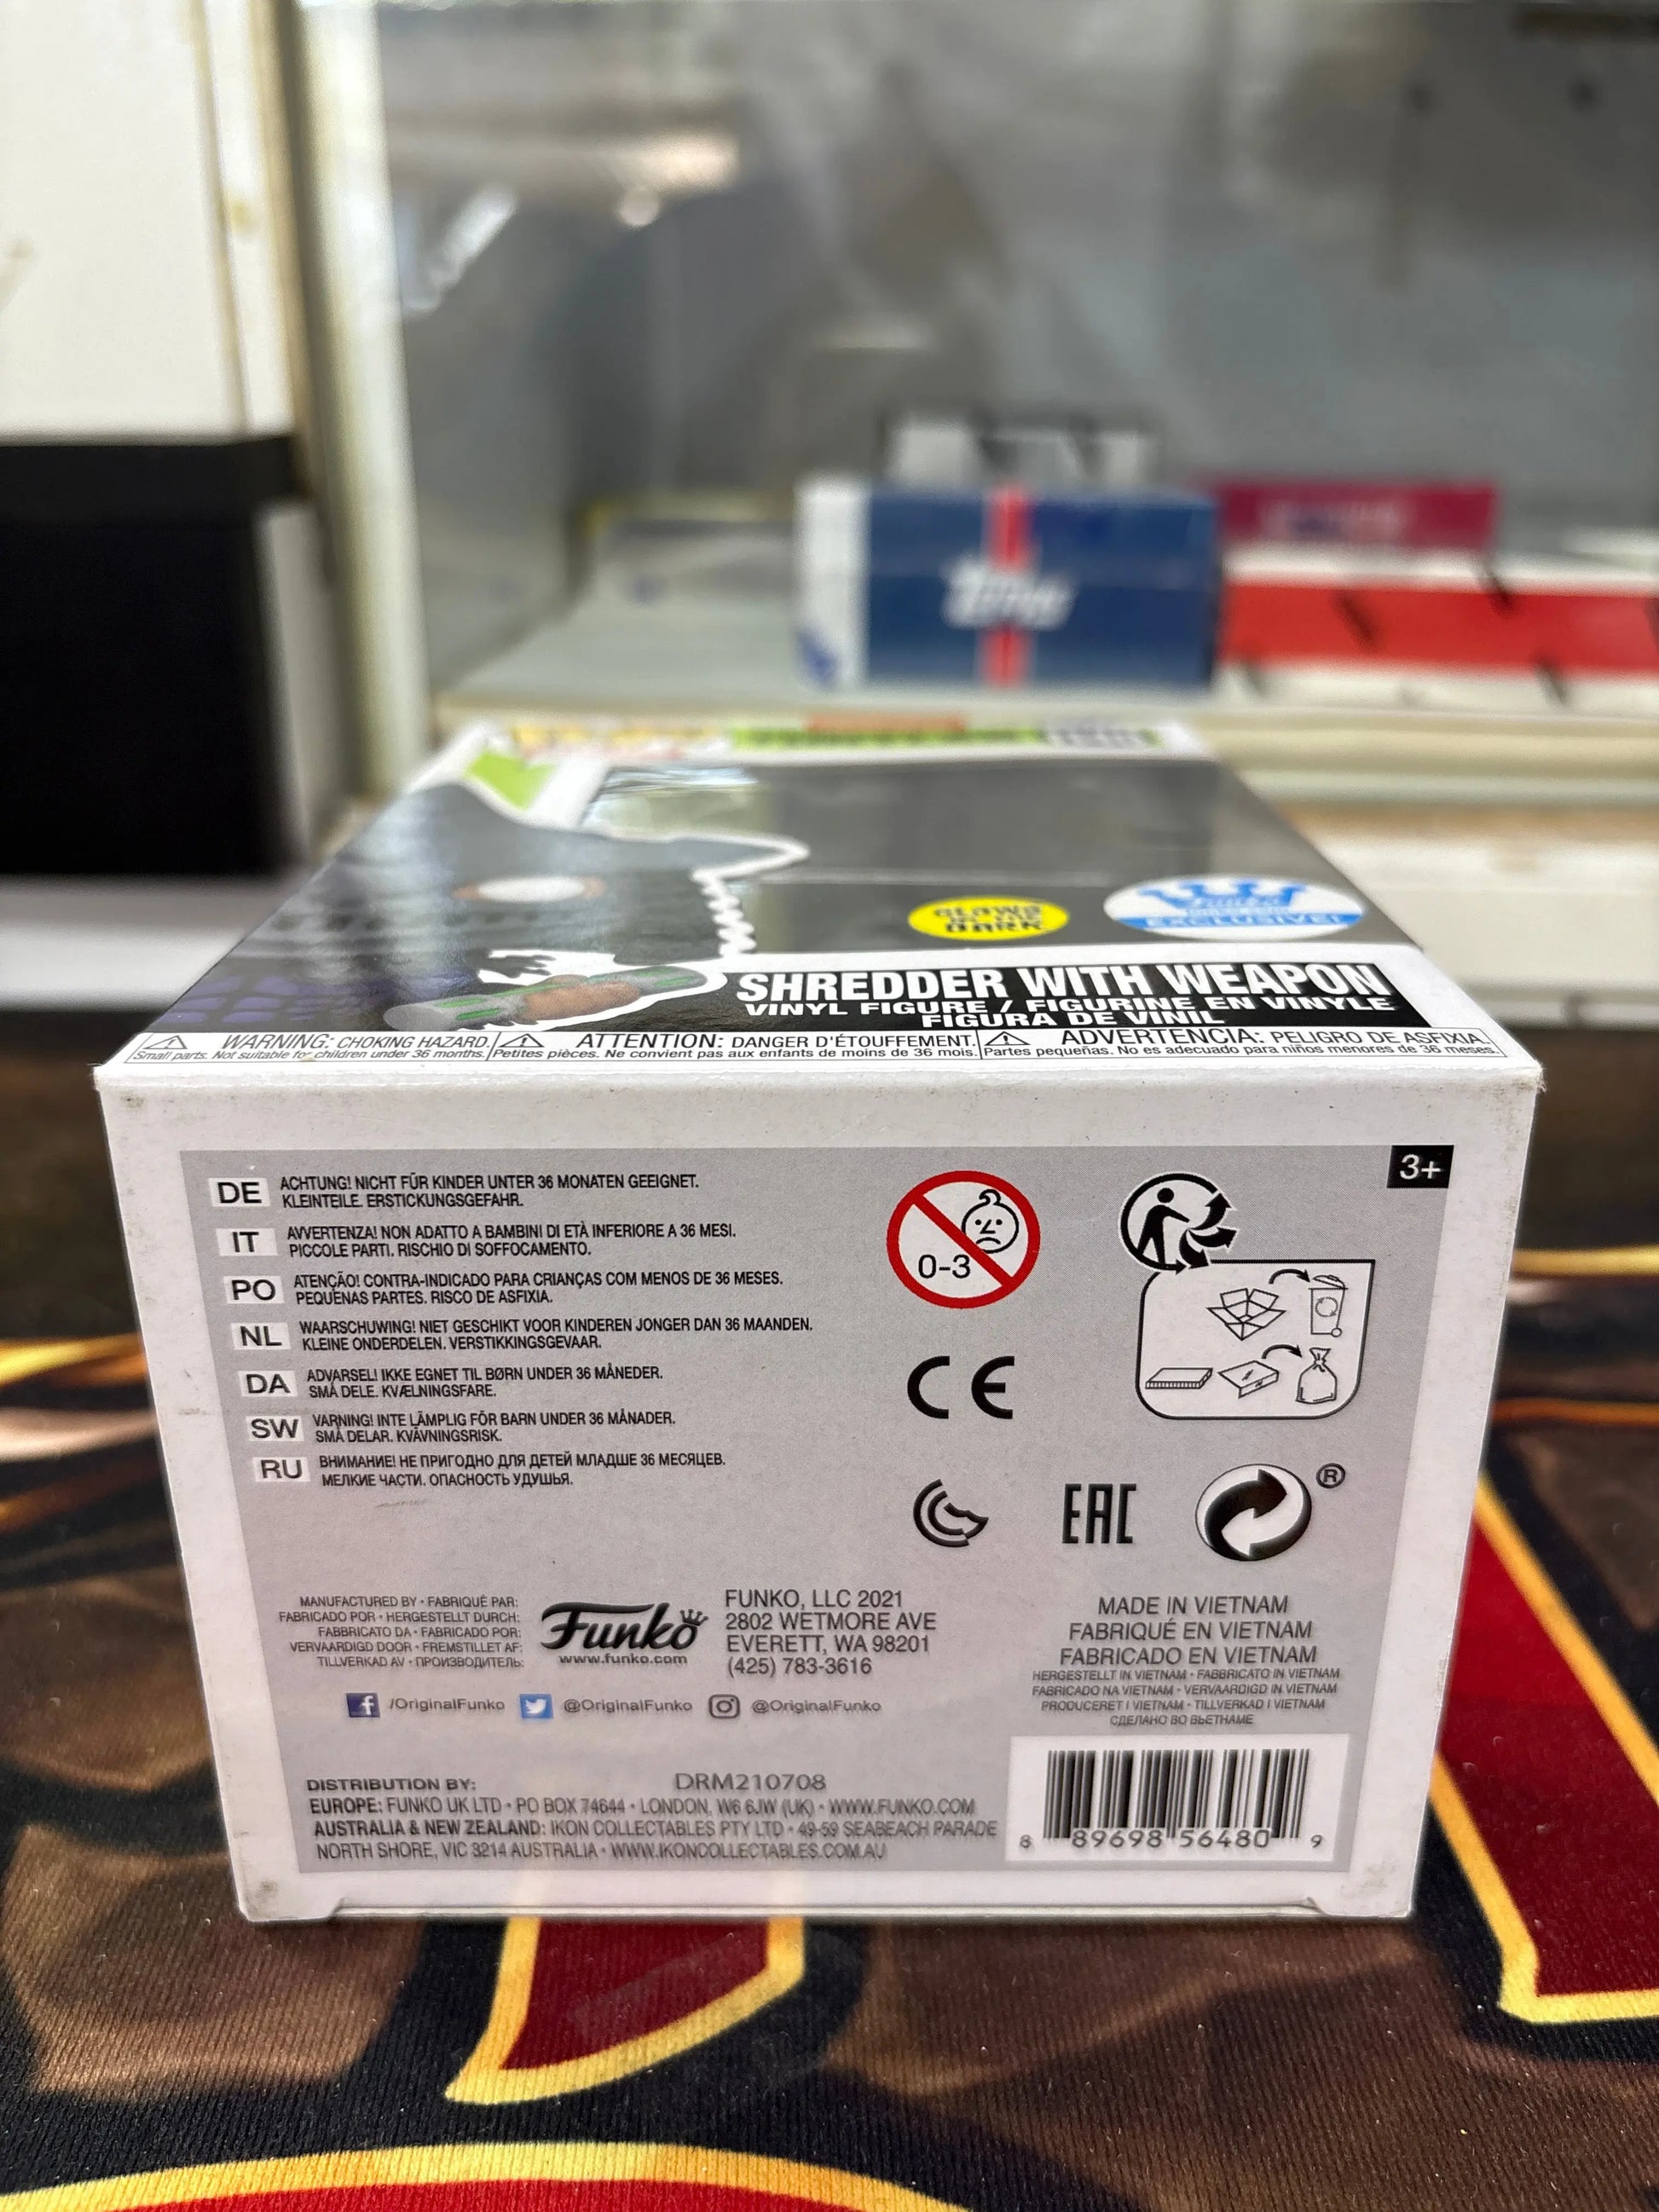 Topps
GLOWS
IN THE
DARK
Funko
funko.com
EXCLUSIVE!
SHREDDER WITH WEAPON
VINYL FIGURE / FIGURINE EN VINYLE
FIGURA DE VINIL
WARNING: CHOKING HAZARD.
Small parts. Not suitable for children under 36 months.
ATTENTION: DANGER D'ÉTOUFFEMENT.
Petites pièces. Ne convient pas aux enfants de moins de 36 mois.
ADVERTENCIA: PELIGRO DE ASFIXIA.
Partes pequeñas. No es adecuado para niños menores de 36 meses.
3+
DE ACHTUNG! NICHT FÜR KINDER UNTER 36 MONATEN GEEIGNET.
KLEINTEILE. ERSTICKUNGSGEFAHR.
IT AVVERTENZA! NON ADATTO A BAMBINI DI ETÀ INFERIORE A 36 MESI.
PICCOLE PARTI. RISCHIO DI SOFFOCAMENTO.
PO ATENÇÃO! CONTRA-INDICADO PARA CRIANÇAS COM MENOS DE 36 MESES.
PEQUENAS PARTES. RISCO DE ASFIXIA.
NL WAARSCHUWING! NIET GESCHIKT VOOR KINDEREN JONGER DAN 36 MAANDEN.
KLEINE ONDERDELEN. VERSTIKKINGSGEVAAR.
DA ADVARSEL! IKKE EGNET TIL BØRN UNDER 36 MÅNEDER.
SMÅ DELE. KVÆLNINGSFARE.
SW VARNING! INTE LÄMPLIG FÖR BARN UNDER 36 MÅNADER.
SMÅ DELAR. KVÄVNINGSRISK.
RU ВНИМАНИЕ! НЕ ПРИГОДНО ДЛЯ ДЕТЕЙ МЛАДШЕ 36 МЕСЯЦЕВ.
МЕЛКИЕ ЧАСТИ. ОПАСНОСТЬ УДУШЬЯ.
0-3
CE
EAC
®
MANUFACTURED BY • FABRIQUÉ PAR:
FABRICADO POR • HERGESTELLT DURCH:
FABBRICATO DA • FABRICADO POR:
VERVAARDIGD DOOR • FREMSTILLET AF:
TILLVERKAD AV • ПРОИЗВОДИТЕЛЬ:
Funko
www.funko.com
FUNKO, LLC 2021
2802 WETMORE AVE
EVERETT, WA 98201
(425) 783-3616
/OriginalFunko @OriginalFunko @OriginalFunko
MADE IN VIETNAM
FABRIQUÉ EN VIETNAM
FABRICADO EN VIETNAM
HERGESTELLT IN VIETNAM • FABBRICATO IN VIETNAM
FABRICADO NA VIETNAM • VERVAARDIGD IN VIETNAM
PRODUCERET I VIETNAM • TILLVERKAD I VIETNAM
СДЕЛАНО ВО ВЬЕТНАМЕ
DISTRIBUTION BY: DRM210708
EUROPE: FUNKO UK LTD • PO BOX 74644 • LONDON, W6 6JW (UK) • WWW.FUNKO.COM
AUSTRALIA & NEW ZEALAND: IKON COLLECTABLES PTY LTD • 49-59 SEABEACH PARADE
NORTH SHORE, VIC 3214 AUSTRALIA • WWW.IKONCOLLECTABLES.COM.AU
8 89698 56480 9